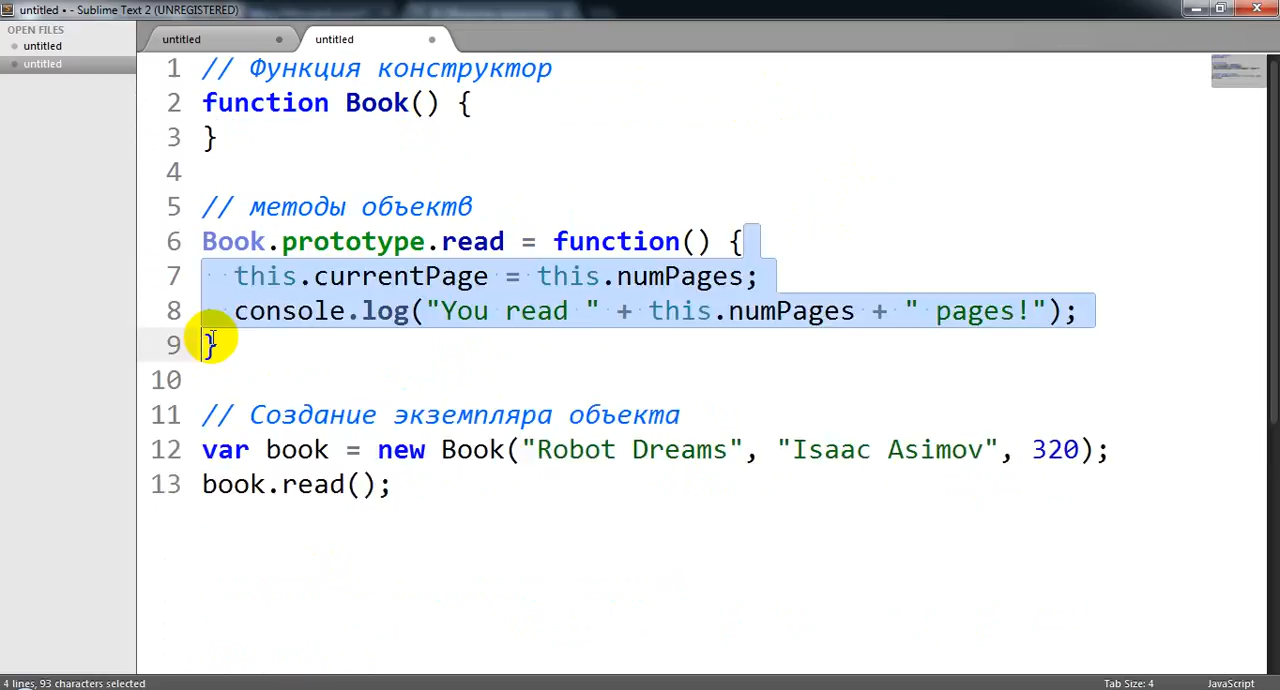 untitled • - Sublime Text 2 (UNREGISTERED)
OPEN FILES
untitled
untitled
untitled
untitled
1 // Функция конструктор
2 function Book() {
3 }
4
5 // методы объектв
6 Book.prototype.read = function() {
7 this.currentPage = this.numPages;
8 console.log("You read " + this.numPages + " pages!");
9 }
10
11 // Создание экземпляра объекта
12 var book = new Book("Robot Dreams", "Isaac Asimov", 320);
13 book.read();
4 lines, 93 characters selected
Tab Size: 4
JavaScript